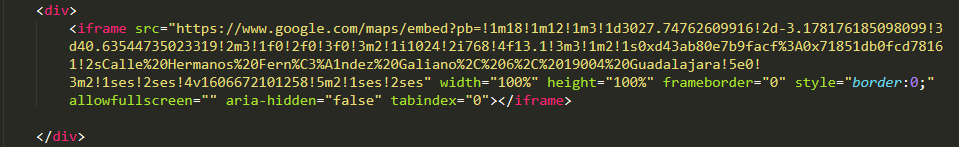 <div>
<iframe src="https://www.google.com/maps/embed?pb=!1m18!1m12!1m3!1d3027.74762609916!2d-3.178176185098099!3
d40.63544735023319!2m3!1f0!2f0!3f0!3m2!1i1024!2i768!4f13.1!3m3!1m2!1s0xd43ab80e7b9facf%3A0x71851db0fcd7816
1!2sCalle%20Hermanos%20Fern%C3%A1ndez%20Galiano%2C%206%2C%2019004%20Guadalajara!5e0!
3m2!1ses!2ses!4v1606672101258!5m2!1ses!2ses" width="100%" height="100%" frameborder="0" style="border:0;"
allowfullscreen="" aria-hidden="false" tabindex="0"></iframe>
</div>